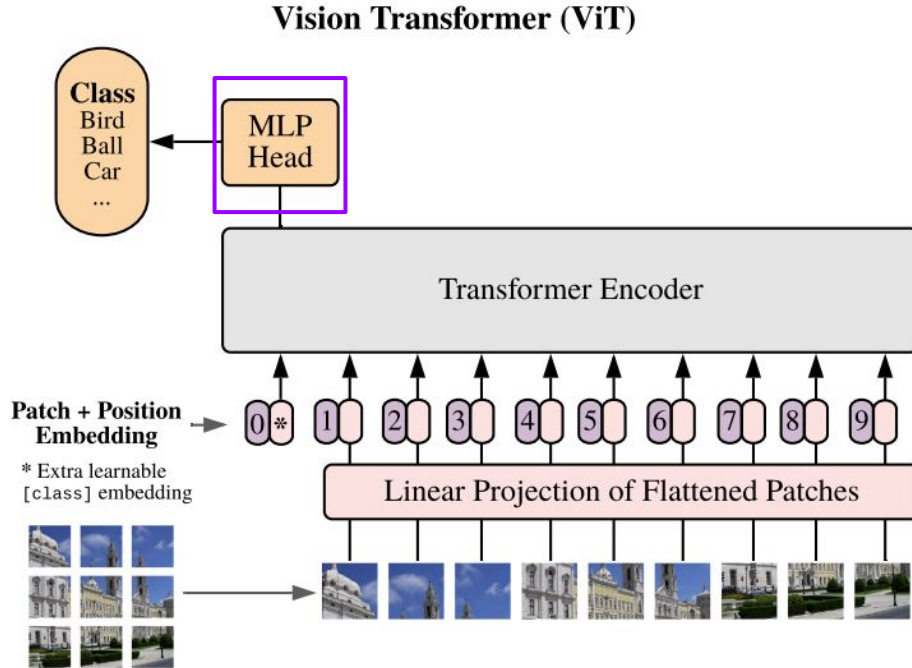 Vision Transformer (ViT)
Class
Bird
Ball
Car
...
MLP
Head
Transformer Encoder
Patch + Position
Embedding
0 * 1 2 3 4 5 6 7 8 9
* Extra learnable
[class] embedding
Linear Projection of Flattened Patches